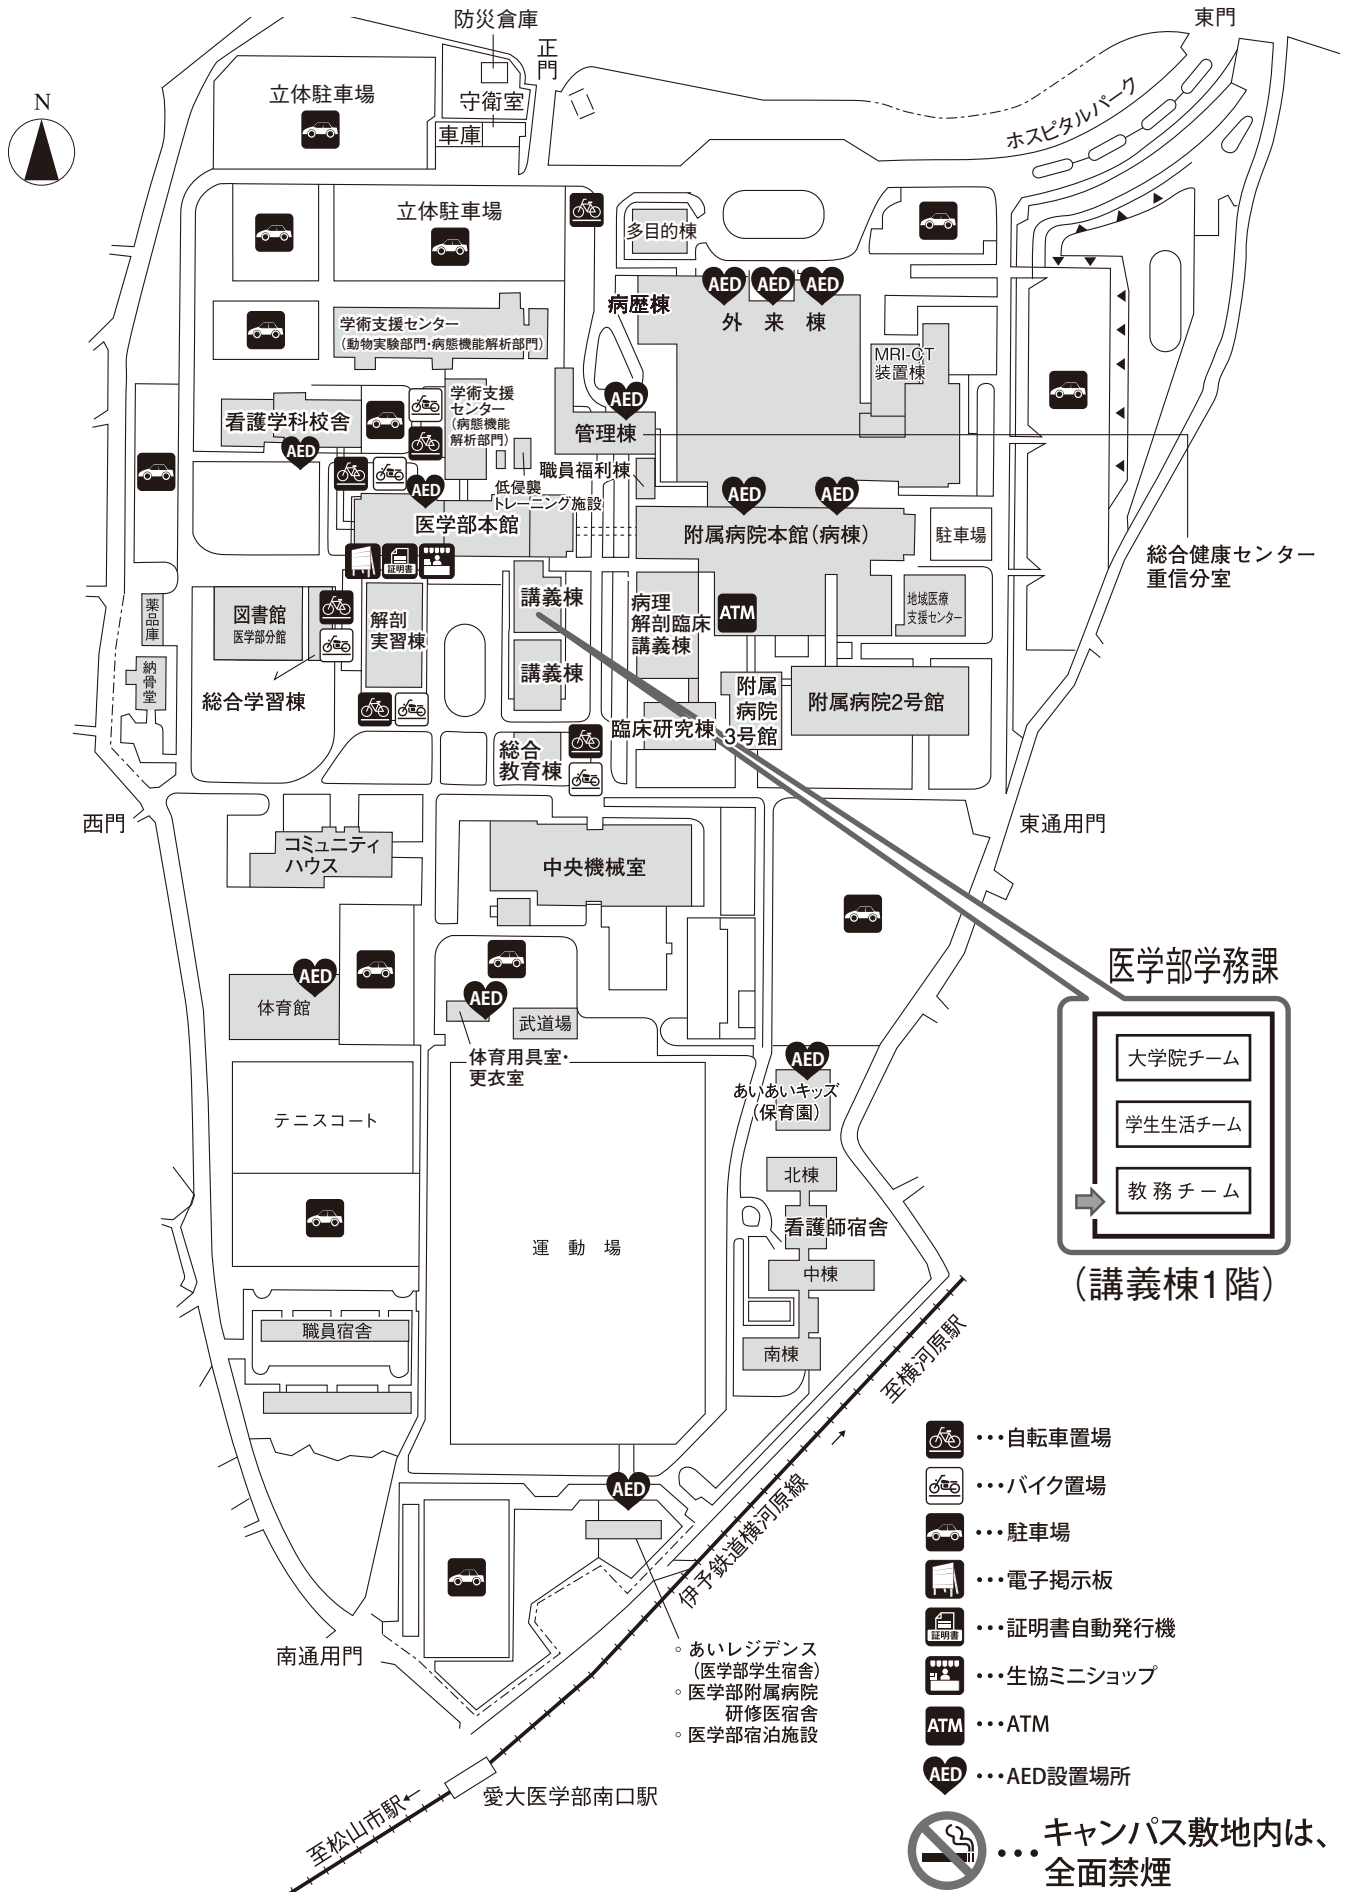 防災倉庫
正門
東門
N
立体駐車場
守衛室
車庫
ホスピタルパーク
立体駐車場
多目的棟
AED
AED
AED
病歴棟
外来棟
学術支援センター
(動物実験部門・病態機能解析部門)
MRI-CT
装置棟
学術支援
センター
(病態機能
解析部門)
看護学科校舎
AED
AED
管理棟
職員福利棟
AED
低侵襲
トレーニング施設
医学部本館
AED
AED
附属病院本館(病棟)
駐車場
総合健康センター
重信分室
証明書
薬品庫
図書館
医学部分館
解剖
実習棟
講義棟
病理
解剖臨床
講義棟
ATM
地域医療
支援センター
納骨堂
総合学習棟
講義棟
附属
病院
3号館
附属病院2号館
臨床研究棟
総合
教育棟
西門
東通用門
コミュニティ
ハウス
中央機械室
医学部学務課
大学院チーム
学生生活チーム
教務チーム
(講義棟1階)
AED
体育館
AED
武道場
体育用具室・
更衣室
AED
あいあいキッズ
(保育園)
テニスコート
北棟
看護師宿舎
中棟
南棟
運動場
職員宿舎
至横河原駅
→
伊予鉄道横河原線
AED
南通用門
○ あいレジデンス
(医学部学生宿舎)
○ 医学部附属病院
研修医宿舎
○ 医学部宿泊施設
愛大医学部南口駅
至松山市駅←
…自転車置場
…バイク置場
…駐車場
…電子掲示板
証明書 …証明書自動発行機
…生協ミニショップ
ATM …ATM
AED …AED設置場所
…キャンパス敷地内は、
全面禁煙